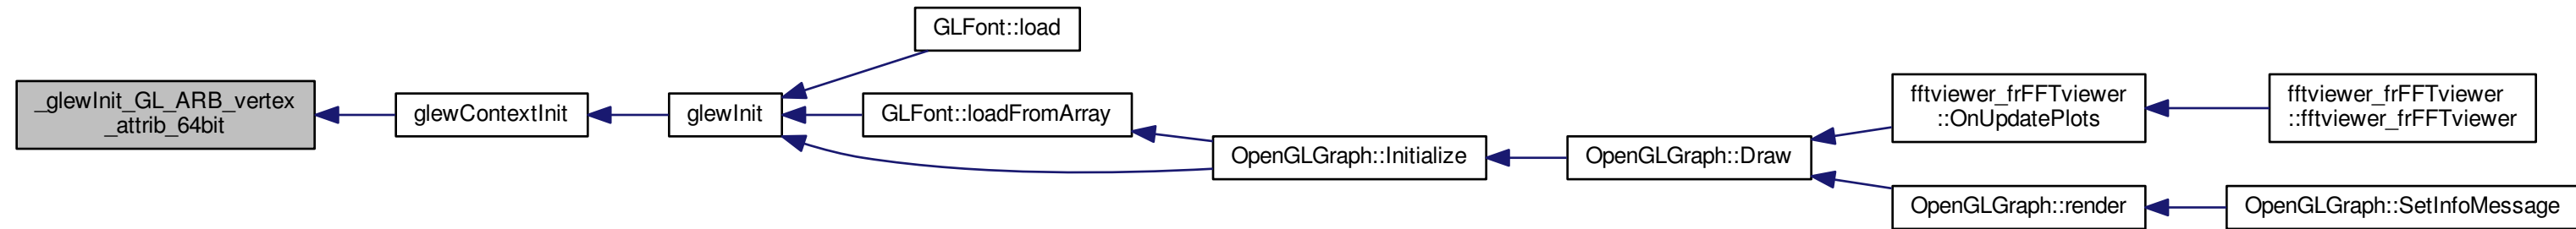 _glewInit_GL_ARB_vertex
_attrib_64bit
glewContextInit
glewInit
GLFont::load
GLFont::loadFromArray
OpenGLGraph::Initialize
OpenGLGraph::Draw
fftviewer_frFFTviewer
::OnUpdatePlots
fftviewer_frFFTviewer
::fftviewer_frFFTviewer
OpenGLGraph::render
OpenGLGraph::SetInfoMessage